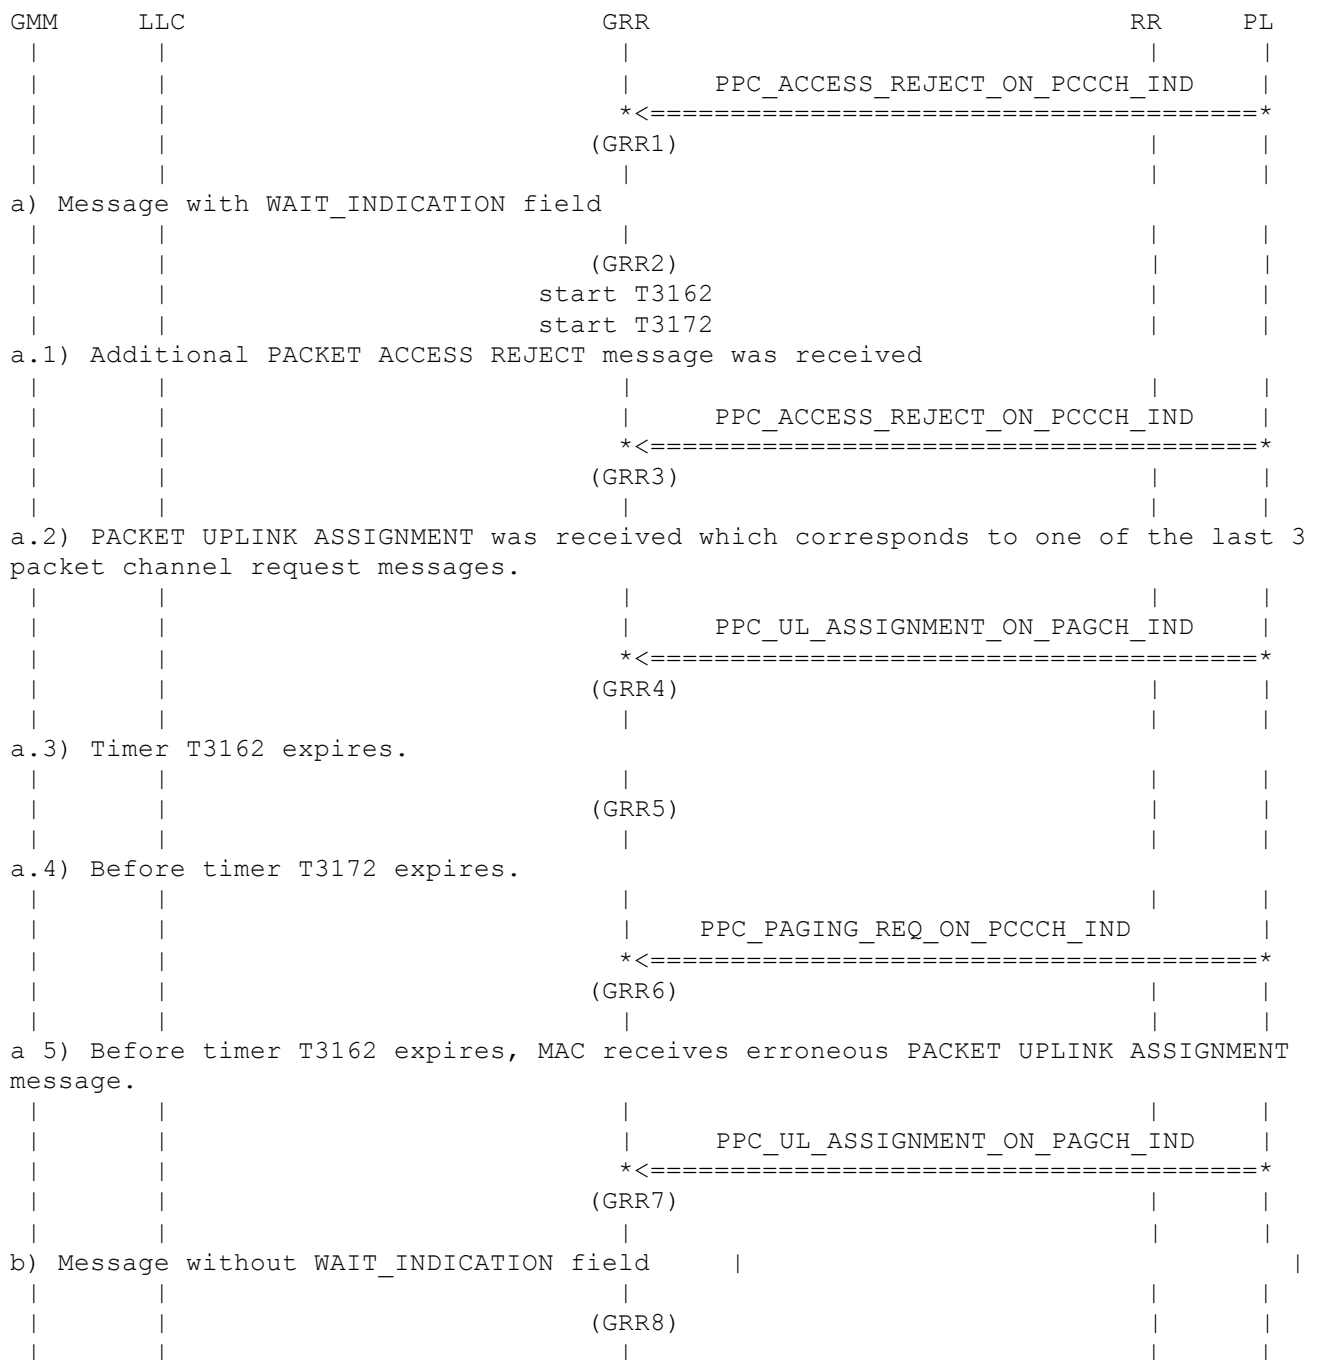 GMM       LLC                          GRR                                RR     PL
 |        |                             |                                 |      |
 |        |                             |     PPC_ACCESS_REJECT_ON_PCCCH_IND     |
 |        |                             *<======================================*
 |        |                           (GRR1)                              |      |
 |        |                             |                                 |      |
a) Message with WAIT_INDICATION field
 |        |                             |                                 |      |
 |        |                           (GRR2)                              |      |
 |        |                        start T3162                            |      |
 |        |                        start T3172                            |      |
a.1) Additional PACKET ACCESS REJECT message was received
 |        |                             |                                 |      |
 |        |                             |     PPC_ACCESS_REJECT_ON_PCCCH_IND     |
 |        |                             *<======================================*
 |        |                           (GRR3)                              |      |
 |        |                             |                                 |      |
a.2) PACKET UPLINK ASSIGNMENT was received which corresponds to one of the last 3
packet channel request messages.
 |        |                             |                                 |      |
 |        |                             |     PPC_UL_ASSIGNMENT_ON_PAGCH_IND     |
 |        |                             *<======================================*
 |        |                           (GRR4)                              |      |
 |        |                             |                                 |      |
a.3) Timer T3162 expires.
 |        |                             |                                 |      |
 |        |                           (GRR5)                              |      |
 |        |                             |                                 |      |
a.4) Before timer T3172 expires.
 |        |                             |                                 |      |
 |        |                             |    PPC_PAGING_REQ_ON_PCCCH_IND         |
 |        |                             *<======================================*
 |        |                           (GRR6)                              |      |
 |        |                             |                                 |      |
a 5) Before timer T3162 expires, MAC receives erroneous PACKET UPLINK ASSIGNMENT
message.
 |        |                             |                                 |      |
 |        |                             |     PPC_UL_ASSIGNMENT_ON_PAGCH_IND     |
 |        |                             *<======================================*
 |        |                           (GRR7)                              |      |
 |        |                             |                                 |      |
b) Message without WAIT_INDICATION field     |                                  |
 |        |                             |                                 |      |
 |        |                           (GRR8)                              |      |
 |        |                             |                                 |      |